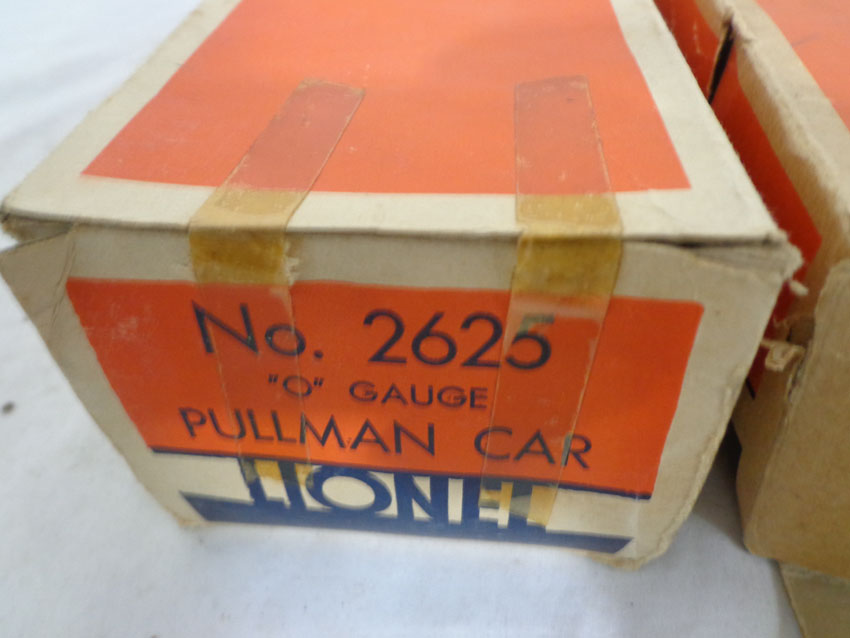 No. 2625
"O" GAUGE
PULLMAN CAR
LIONEL